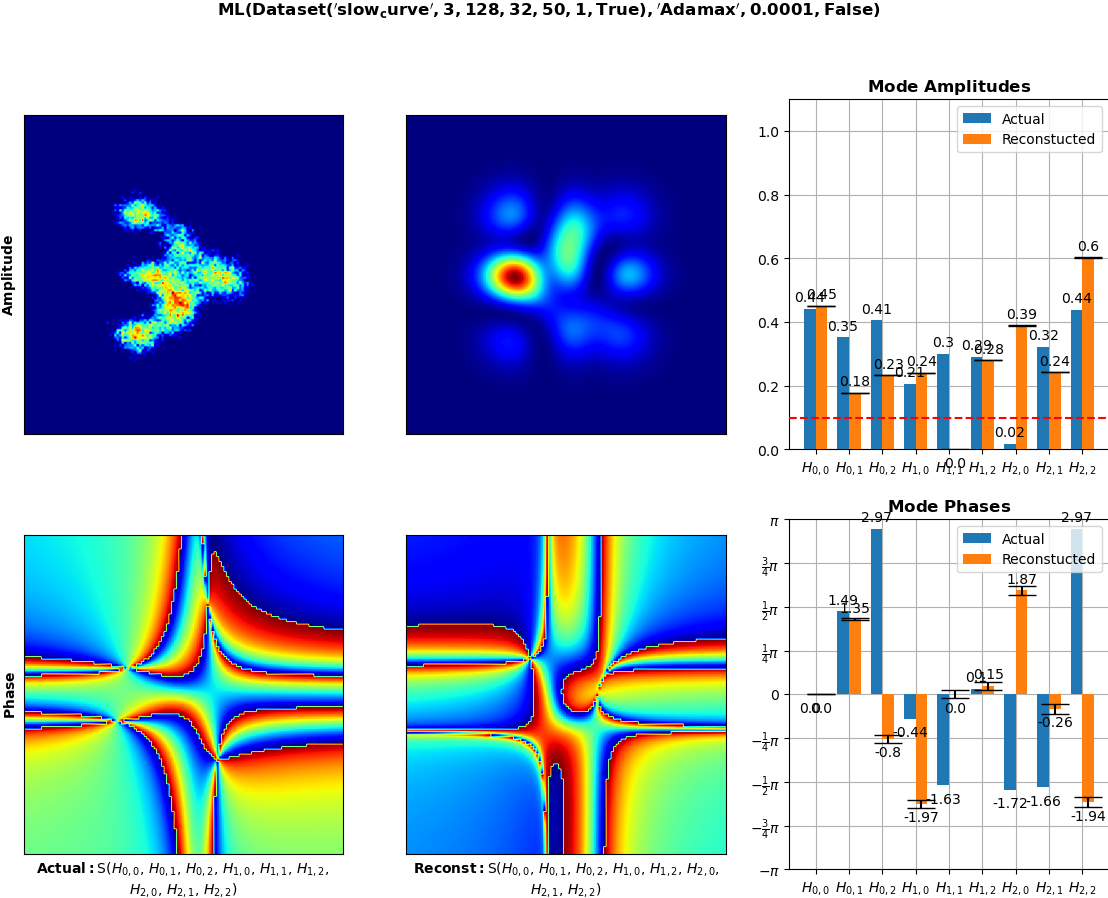 ML(Dataset('slow_curve', 3, 128, 32, 50, 1, True), 'Adamax', 0.0001, False)
Amplitude
Mode Amplitudes
Actual
Reconstucted
1.0
0.8
0.6
0.4
0.2
0.0
0.44 0.45 0.35 0.18 0.41 0.23 0.21 0.24 0.3 0.0 0.29 0.28 0.02 0.39 0.32 0.24 0.44 0.6
H0,0 H0,1 H0,2 H1,0 H1,1 H1,2 H2,0 H2,1 H2,2
Phase
Mode Phases
Actual
Reconstucted
π
3/4π
1/2π
1/4π
0
−1/4π
−1/2π
−3/4π
−π
0.0 0.0 1.49 1.35 2.97 -0.8 -0.44 -1.97 -1.63 0.0 0.15 -1.72 1.87 -1.66 -0.26 2.97 -1.94
H0,0 H0,1 H0,2 H1,0 H1,1 H1,2 H2,0 H2,1 H2,2
Actual: S(H0,0, H0,1, H0,2, H1,0, H1,1, H1,2,
H2,0, H2,1, H2,2)
Reconst: S(H0,0, H0,1, H0,2, H1,0, H1,2, H2,0,
H2,1, H2,2)